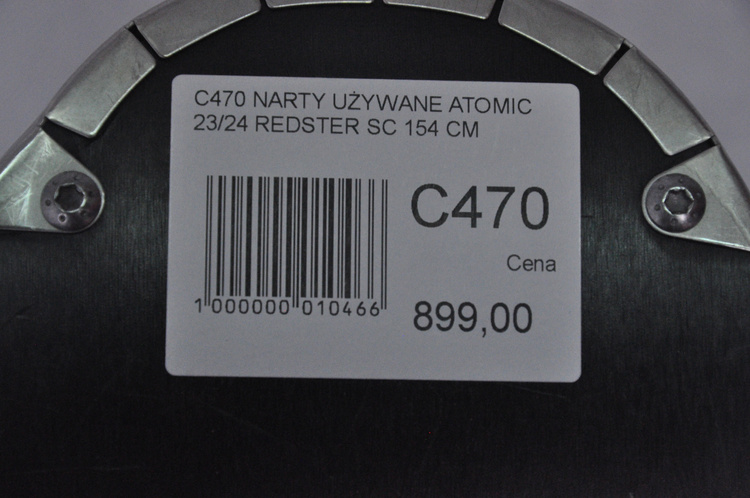 C470 NARTY UŻYWANE ATOMIC
23/24 REDSTER SC 154 CM
C470
Cena
899,00
1 000000 010466